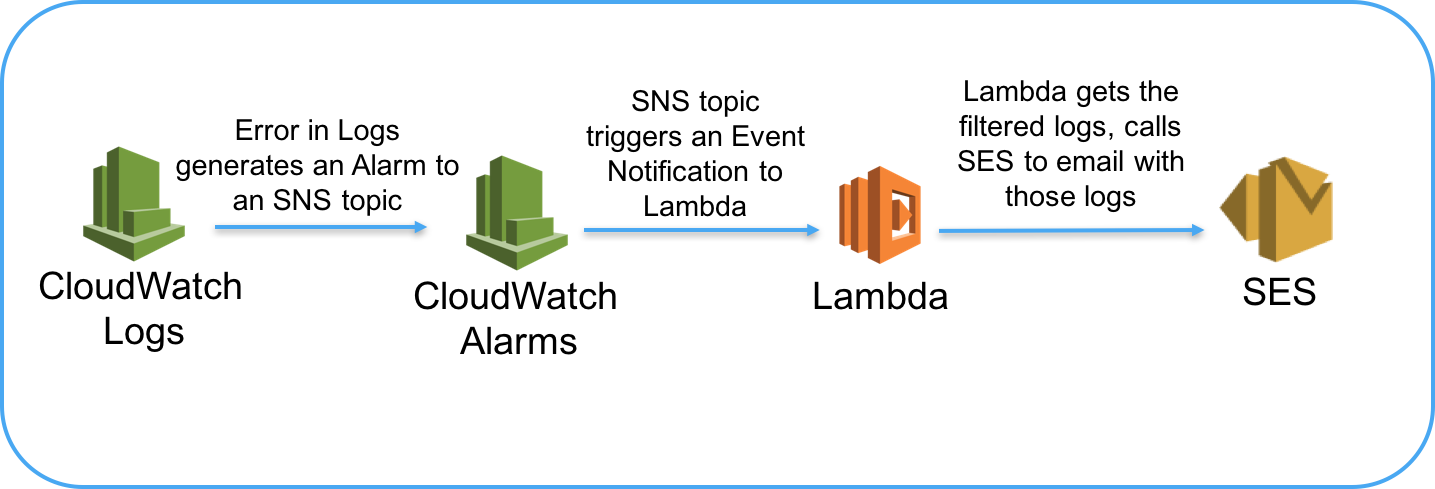 Error in Logs
generates an Alarm to
an SNS topic
SNS topic
triggers an Event
Notification to
Lambda
Lambda gets the
filtered logs, calls
SES to email with
those logs
CloudWatch
Logs
CloudWatch
Alarms
Lambda
SES